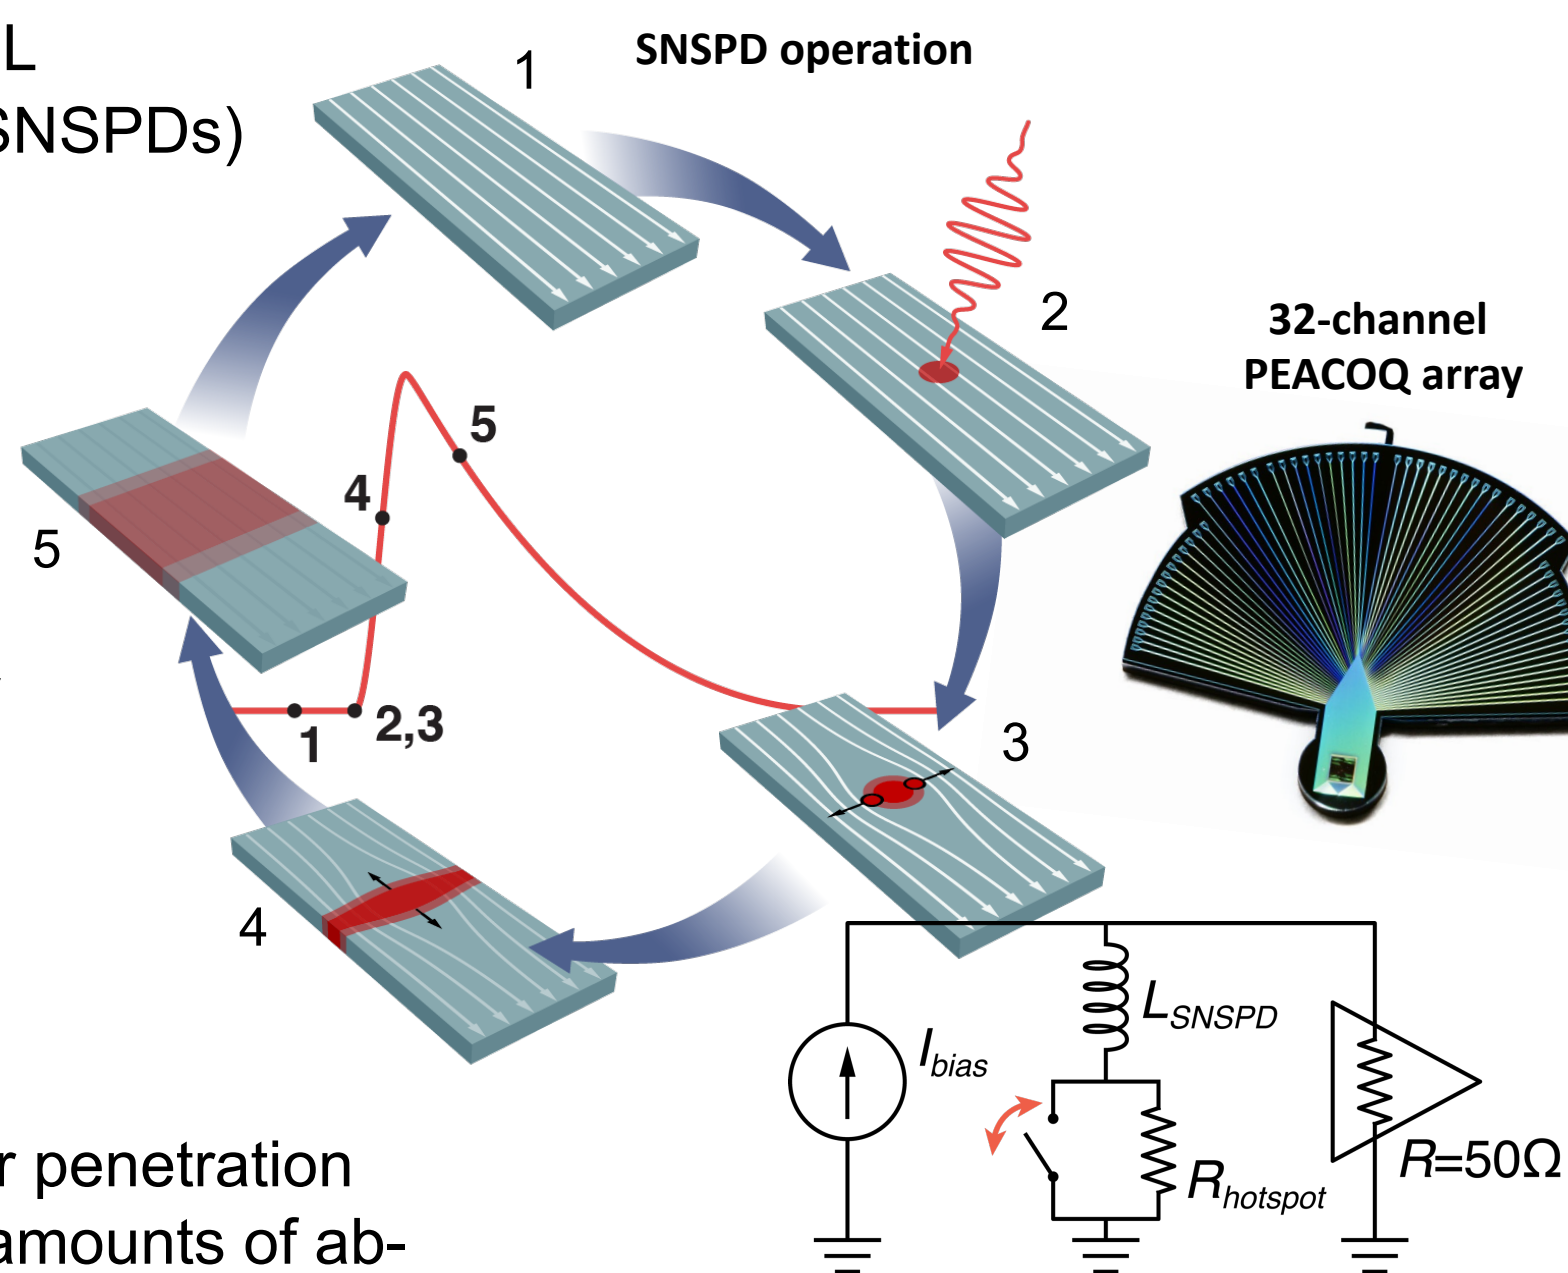 L
SNSPDs)
SNSPD operation
1
2
32-channel
PEACOQ array
5
4
5
1
2,3
3
4
L_SNSPD
I_bias
R_hotspot
R=50Ω
r penetration
amounts of ab-